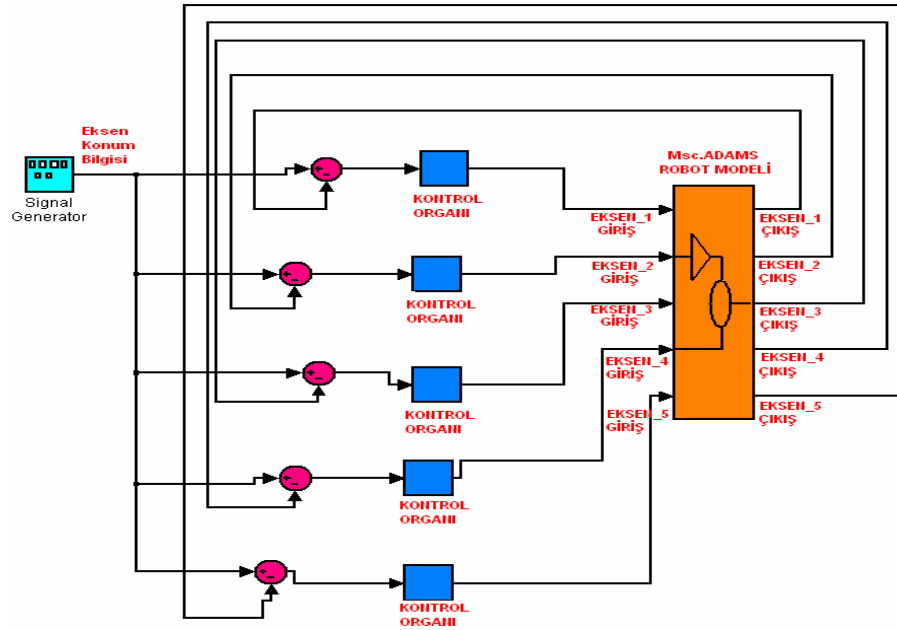 Eksen
Konum
Bilgisi
Signal
Generator
KONTROL
ORGANI
KONTROL
ORGANI
KONTROL
ORGANI
KONTROL
ORGANI
KONTROL
ORGANI
Msc.ADAMS
ROBOT MODELİ
EKSEN_1
GİRİŞ
EKSEN_2
GİRİŞ
EKSEN_3
GİRİŞ
EKSEN_4
GİRİŞ
EKSEN_5
GİRİŞ
EKSEN_1
ÇIKIŞ
EKSEN_2
ÇIKIŞ
EKSEN_3
ÇIKIŞ
EKSEN_4
ÇIKIŞ
EKSEN_5
ÇIKIŞ